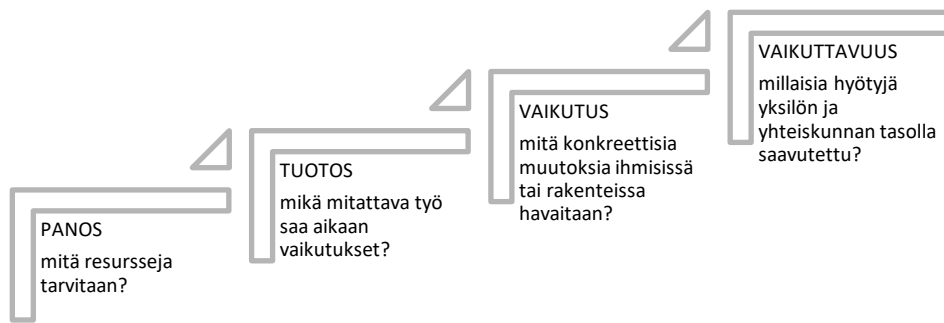 PANOS
mitä resursseja
tarvitaan?
TUOTOS
mikä mitattava työ
saa aikaan
vaikutukset?
VAIKUTUS
mitä konkreettisia
muutoksia ihmisissä
tai rakenteissa
havaitaan?
VAIKUTTAVUUS
millaisia hyötyjä
yksilön ja
yhteiskunnan tasolla
saavutettu?